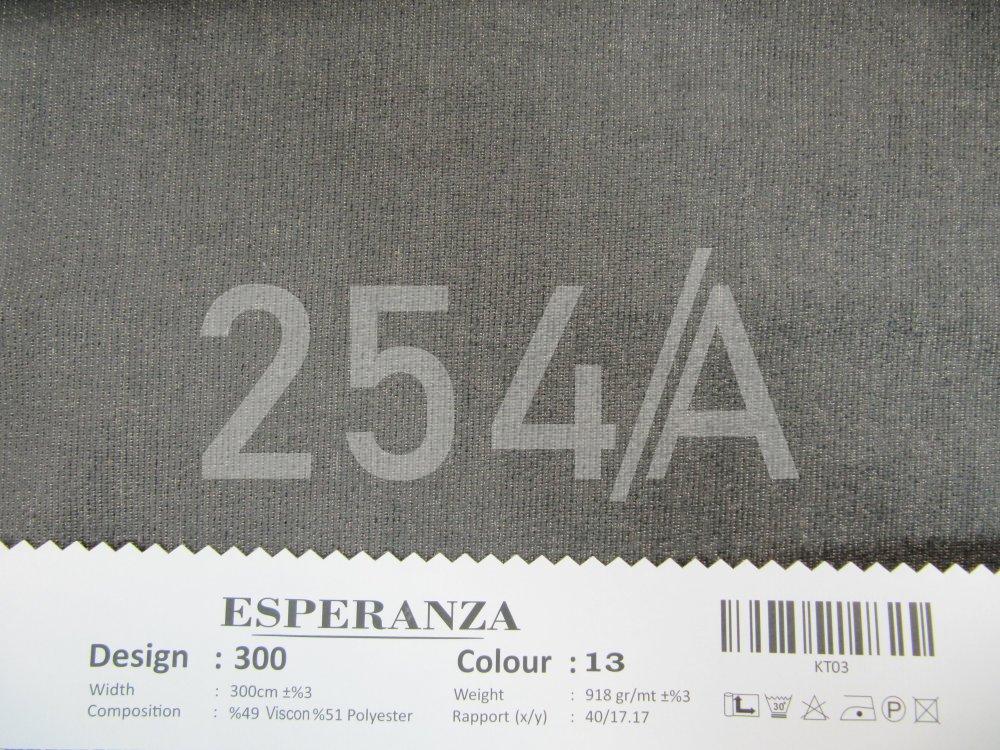 254/A
ESPERANZA
Design : 300 Colour : 13
Width : 300cm ±%3 Weight : 918 gr/mt ±%3
Composition : %49 Viscon %51 Polyester Rapport (x/y) : 40/17.17
KT03
30°
P